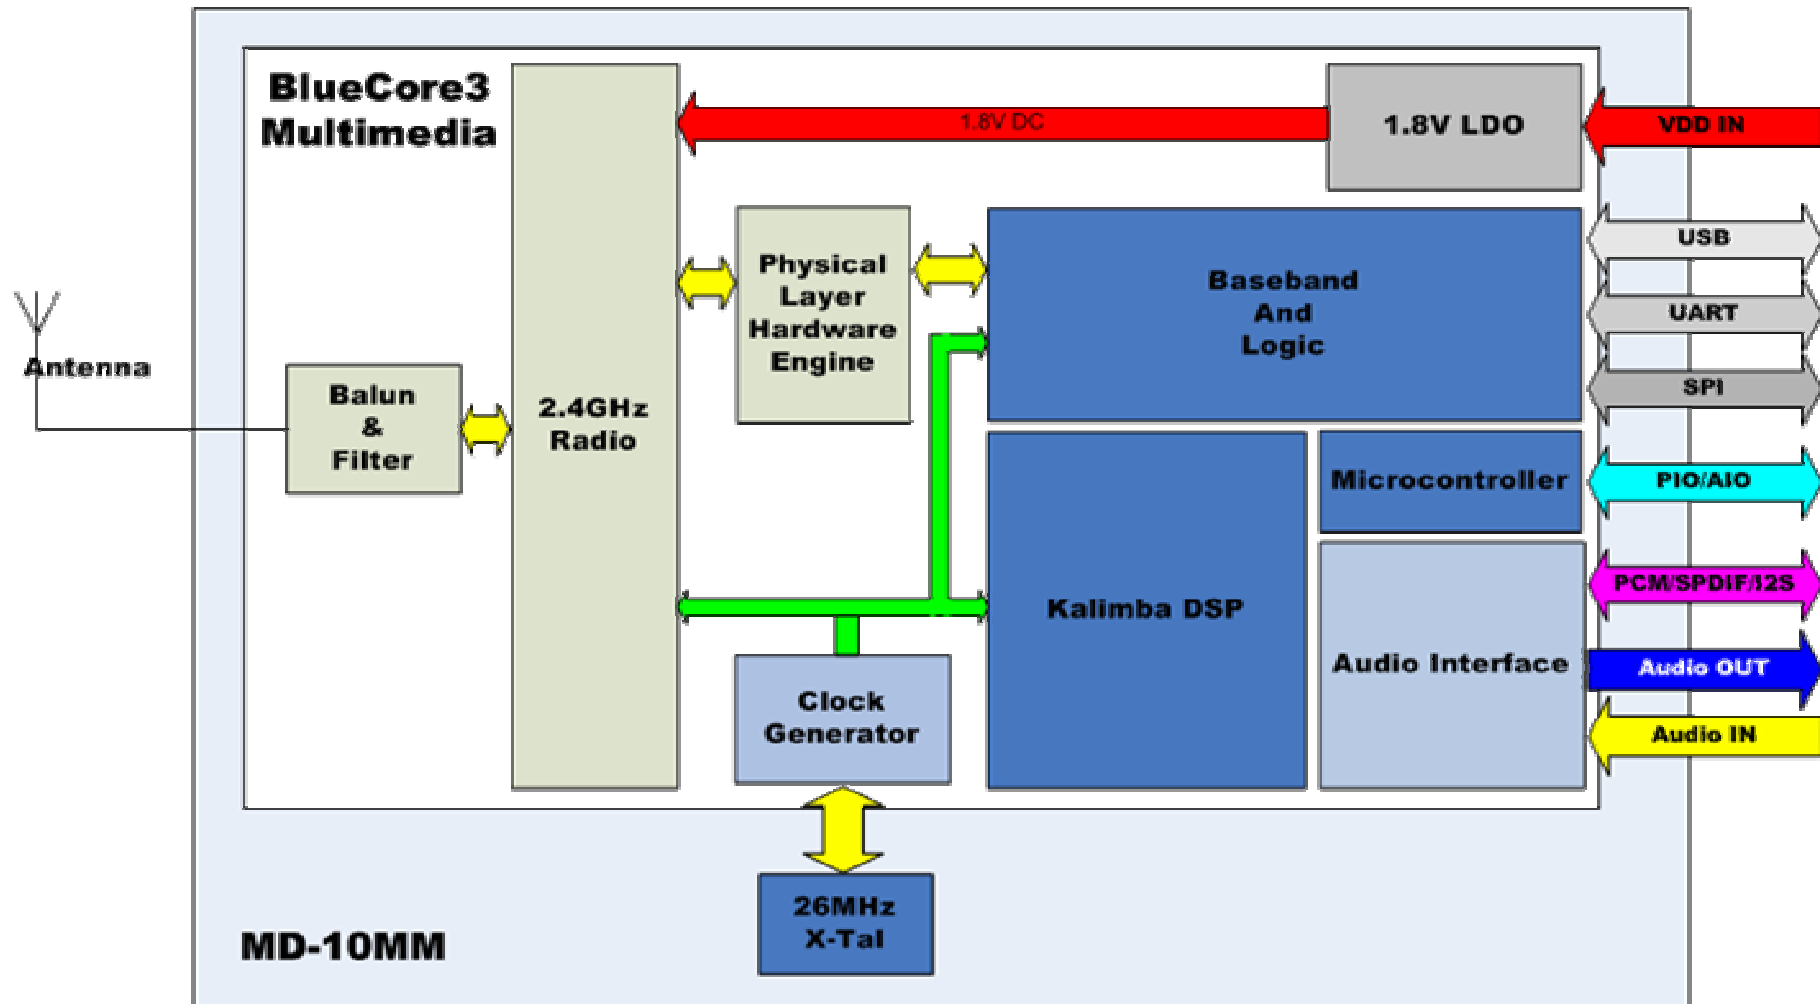 BlueCore3
Multimedia
1.8V DC
1.8V LDO
VDD IN
Physical
Layer
Hardware
Engine
Baseband
And
Logic
USB
UART
SPI
Antenna
Balun
&
Filter
2.4GHz
Radio
Microcontroller
PIO/AIO
Kalimba DSP
PCM/SPDIF/I2S
Audio Interface
Audio OUT
Audio IN
Clock
Generator
26MHz
X-Tal
MD-10MM